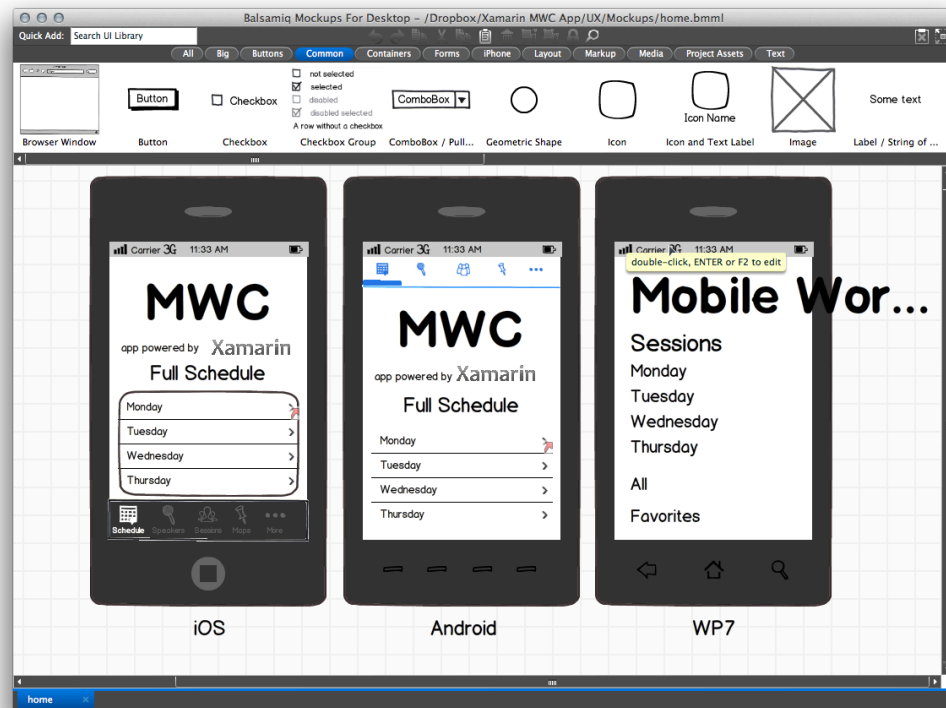 Balsamiq Mockups For Desktop - /Dropbox/Xamarin MWC App/UX/Mockups/home.bmml
Quick Add: Search UI Library
All Big Buttons Common Containers Forms iPhone Layout Markup Media Project Assets Text
Button
Checkbox
not selected
selected
disabled
disabled selected
A row without a checkbox
ComboBox
Icon Name
Some text
Browser Window Button Checkbox Checkbox Group ComboBox / Pull... Geometric Shape Icon Icon and Text Label Image Label / String of ...
Carrier 3G 11:33 AM
MWC
app powered by Xamarin
Full Schedule
Monday
Tuesday
Wednesday
Thursday
Schedule Speakers Sessions Maps More
iOS
Carrier 3G 11:33 AM
MWC
app powered by Xamarin
Full Schedule
Monday
Tuesday
Wednesday
Thursday
Android
Carrier 3G 11:33 AM
double-click, ENTER or F2 to edit
Mobile Wor...
Sessions
Monday
Tuesday
Wednesday
Thursday
All
Favorites
WP7
home